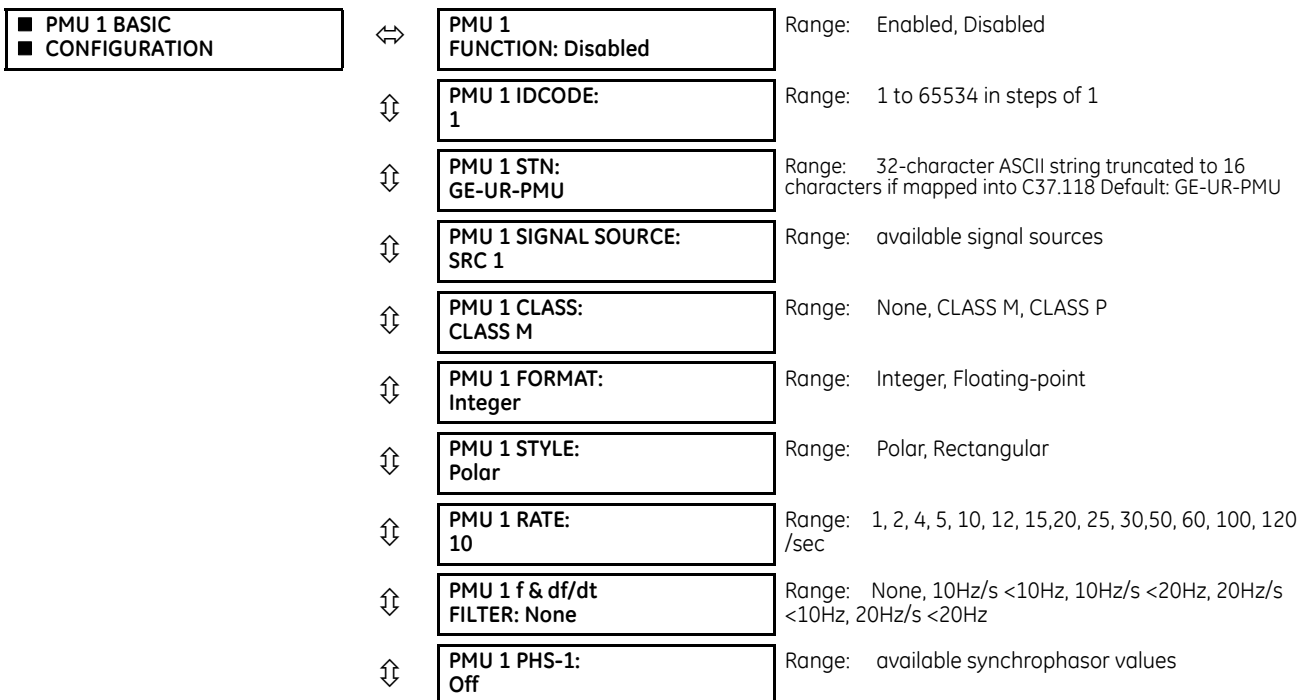 ■ PMU 1 BASIC
■ CONFIGURATION
PMU 1
FUNCTION: Disabled
Range: Enabled, Disabled
PMU 1 IDCODE:
1
Range: 1 to 65534 in steps of 1
PMU 1 STN:
GE-UR-PMU
Range: 32-character ASCII string truncated to 16
characters if mapped into C37.118 Default: GE-UR-PMU
PMU 1 SIGNAL SOURCE:
SRC 1
Range: available signal sources
PMU 1 CLASS:
CLASS M
Range: None, CLASS M, CLASS P
PMU 1 FORMAT:
Integer
Range: Integer, Floating-point
PMU 1 STYLE:
Polar
Range: Polar, Rectangular
PMU 1 RATE:
10
Range: 1, 2, 4, 5, 10, 12, 15,20, 25, 30,50, 60, 100, 120
/sec
PMU 1 f & df/dt
FILTER: None
Range: None, 10Hz/s <10Hz, 10Hz/s <20Hz, 20Hz/s
<10Hz, 20Hz/s <20Hz
PMU 1 PHS-1:
Off
Range: available synchrophasor values